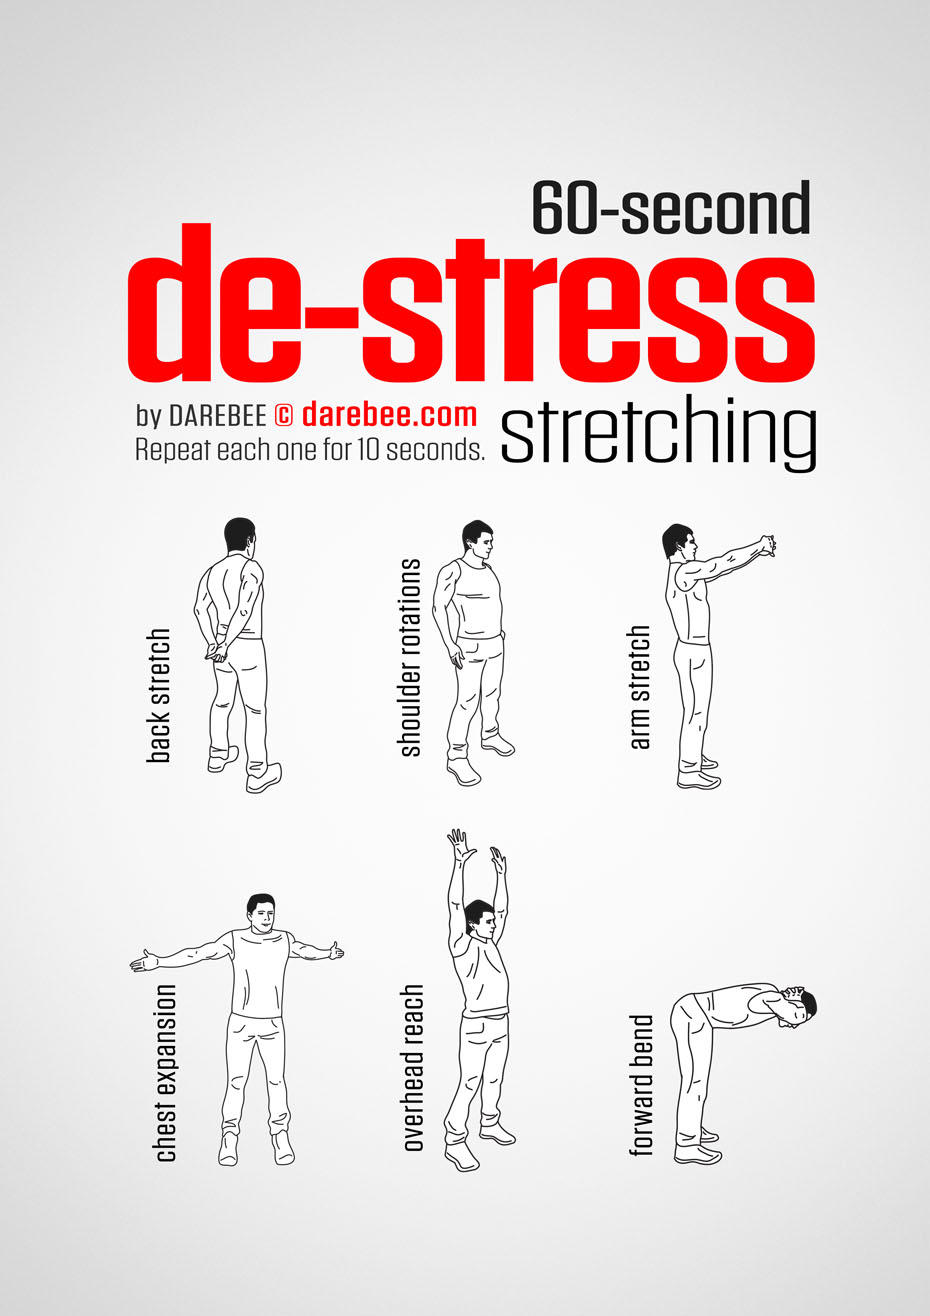 60-second
de-stress
stretching
by DAREBEE © darebee.com
Repeat each one for 10 seconds.
back stretch
shoulder rotations
arm stretch
chest expansion
overhead reach
forward bend